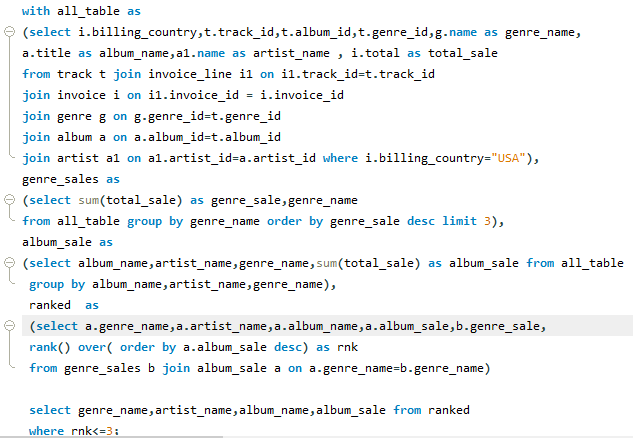 with all_table as
(select i.billing_country,t.track_id,t.album_id,t.genre_id,g.name as genre_name,
a.title as album_name,a1.name as artist_name , i.total as total_sale
from track t join invoice_line i1 on i1.track_id=t.track_id
join invoice i on i1.invoice_id = i.invoice_id
join genre g on g.genre_id=t.genre_id
join album a on a.album_id=t.album_id
join artist a1 on a1.artist_id=a.artist_id where i.billing_country="USA"),
genre_sales as
(select sum(total_sale) as genre_sale,genre_name
from all_table group by genre_name order by genre_sale desc limit 3),
album_sale as
(select album_name,artist_name,genre_name,sum(total_sale) as album_sale from all_table
group by album_name,artist_name,genre_name),
ranked  as
(select a.genre_name,a.artist_name,a.album_name,a.album_sale,b.genre_sale,
rank() over( order by a.album_sale desc) as rnk
from genre_sales b join album_sale a on a.genre_name=b.genre_name)
select genre_name,artist_name,album_name,album_sale from ranked
where rnk<=3;